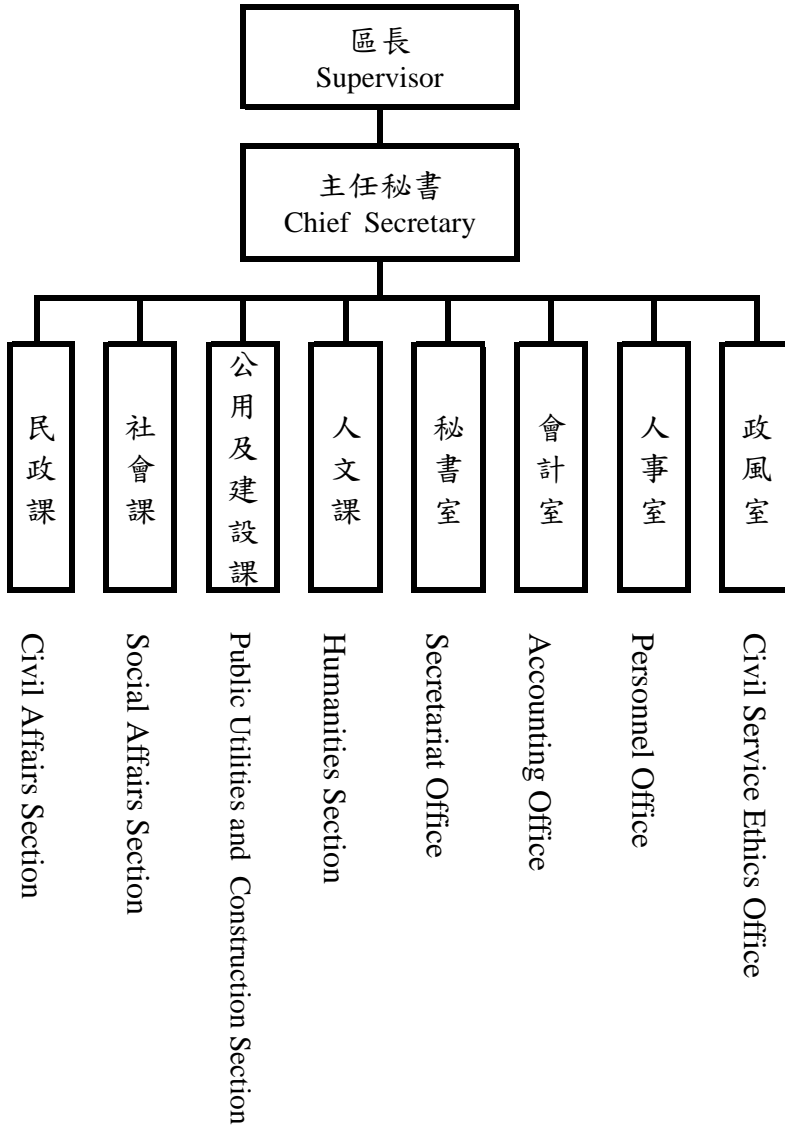 區長
Supervisor
主任秘書
Chief Secretary
民政課
社會課
公用及建設課
人文課
秘書室
會計室
人事室
政風室
Civil Affairs Section
Social Affairs Section
Public Utilities and Construction Section
Humanities Section
Secretariat Office
Accounting Office
Personnel Office
Civil Service Ethics Office